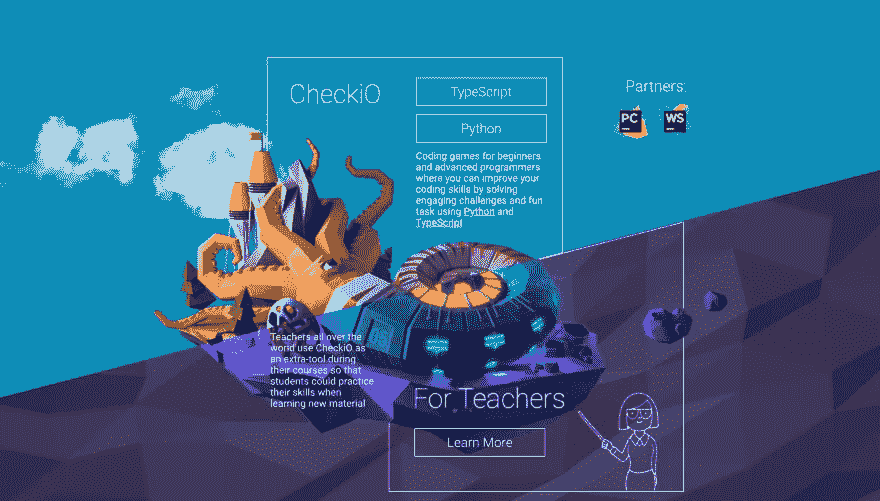 CheckiO
TypeScript
Python
Coding games for beginners
and advanced programmers
where you can improve your
coding skills by solving
engaging challenges and fun
task using Python and
TypeScript
Partners:
PC
WS
Teachers all over the
world use CheckiO as
an extra-tool during
their courses so that
students could practice
their skills when
learning new material
For Teachers
Learn More